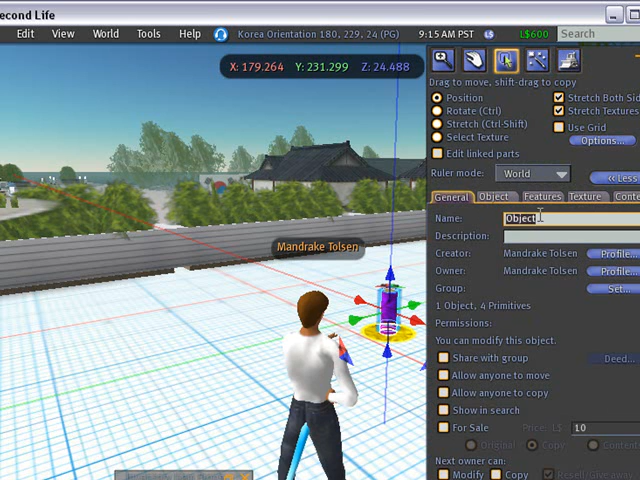 econd Life
Edit View World Tools Help Korea Orientation 180, 229, 24 (PG) 9:15 AM PST L$ L$600 Search
X: 179.264 Y: 231.299 Z: 24.488
Drag to move, shift-drag to copy
Position Stretch Both Sid
Rotate (Ctrl) Stretch Textures
Stretch (Ctrl-Shift) Use Grid
Select Texture Options...
Edit linked parts
Ruler mode: World << Less
General Object Features Texture Conte
Name: Object
Description:
Creator: Mandrake Tolsen Profile...
Owner: Mandrake Tolsen Profile...
Group: Set...
1 Object, 4 Primitives
Permissions:
You can modify this object.
Share with group Deed...
Allow anyone to move
Allow anyone to copy
Show in search
For Sale Price: L$ 10
Original Copy Contents
Next owner can:
Modify Copy Resell/Give away
Mandrake Tolsen